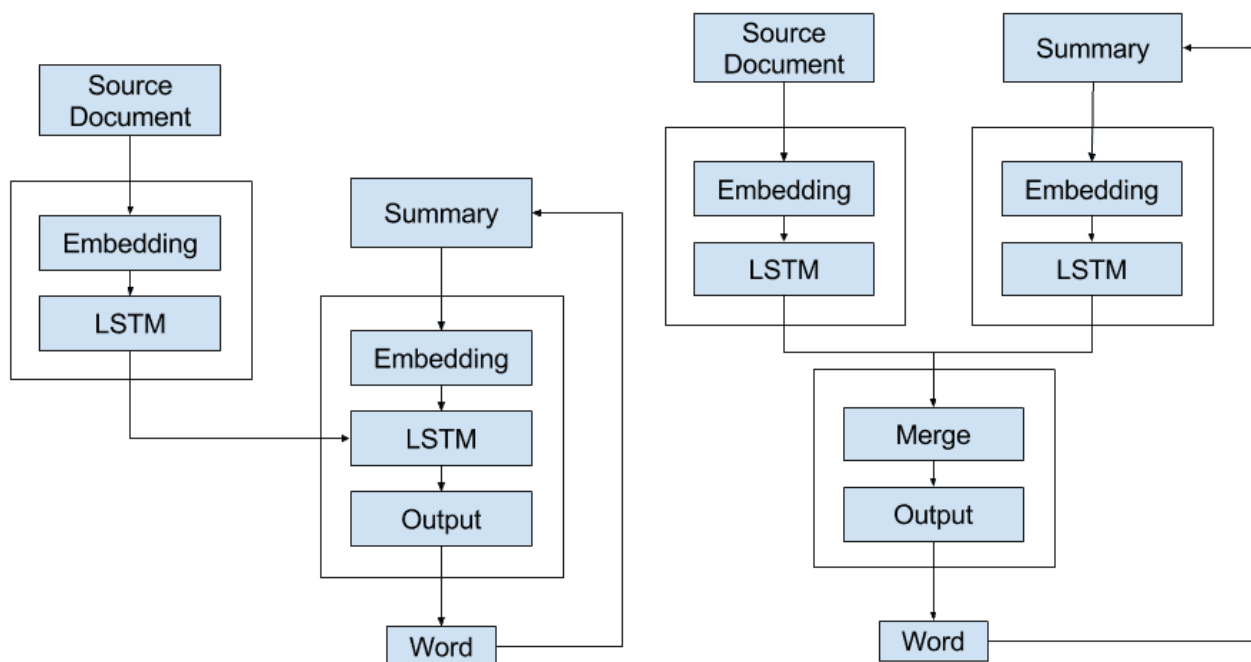 Source
Document
Embedding
LSTM
Summary
Embedding
LSTM
Output
Word
Source
Document
Embedding
LSTM
Summary
Embedding
LSTM
Merge
Output
Word